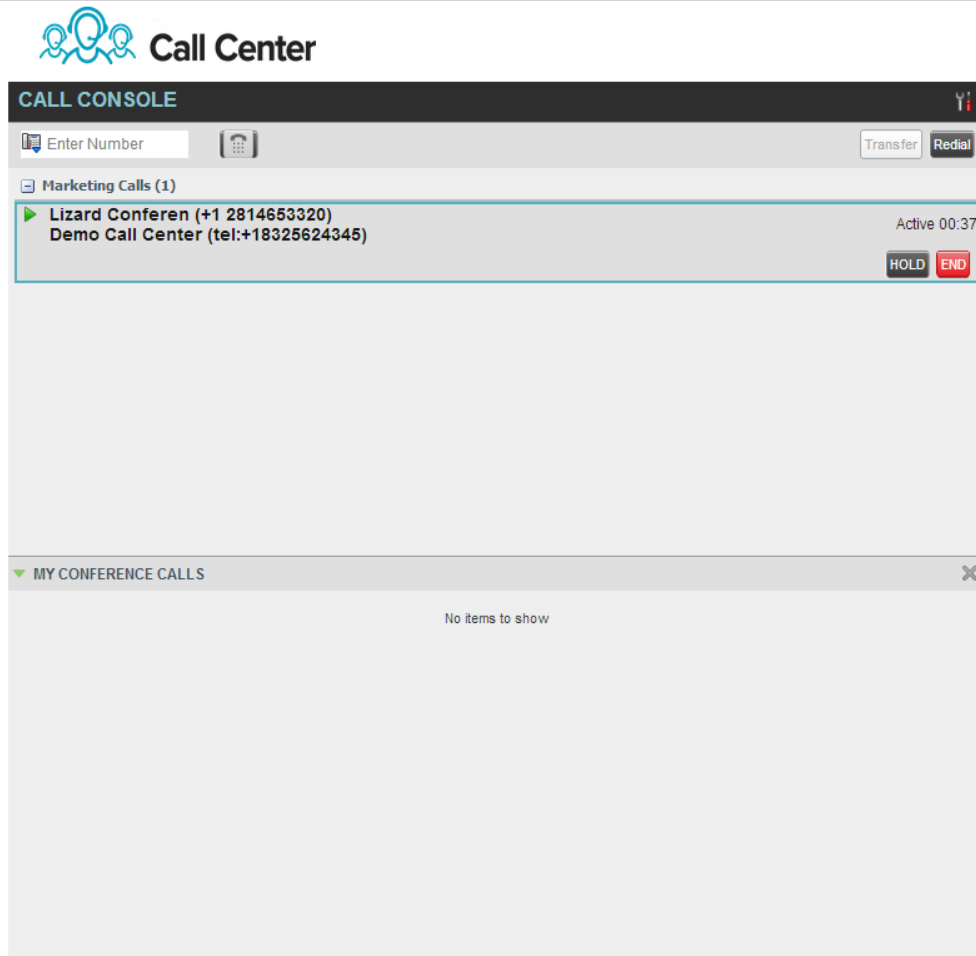 Call Center
CALL CONSOLE
Enter Number
Transfer
Redial
Marketing Calls (1)
Lizard Conferen (+1 2814653320)
Demo Call Center (tel:+18325624345)
Active 00:37
HOLD
END
MY CONFERENCE CALLS
No items to show